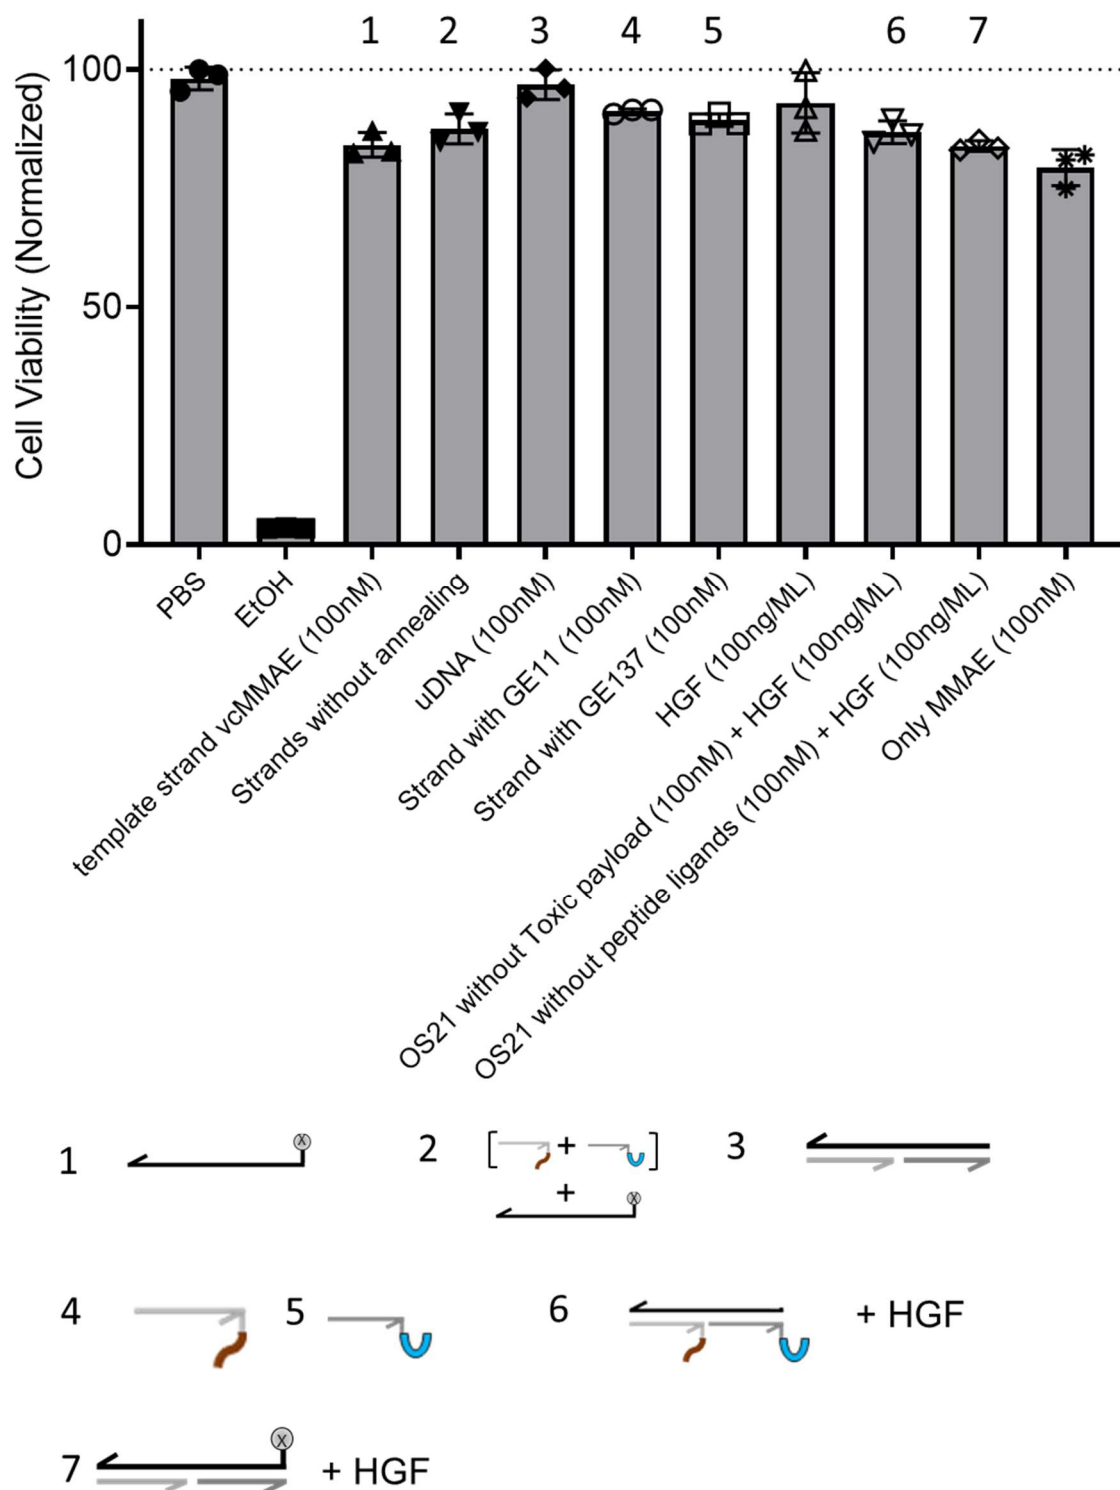 1 2 3 4 5 6 7
Cell Viability (Normalized)
100
50
0
PBS
EtOH
template strand vcMMAE (100nM)
Strands without annealing
uDNA (100nM)
Strand with GE11 (100nM)
Strand with GE137 (100nM)
HGF (100ng/ML)
OS21 without Toxic payload (100nM) + HGF (100ng/ML)
OS21 without peptide ligands (100nM) + HGF (100ng/ML)
Only MMAE (100nM)
1 X
2 [ + ]
+
X
3
4
5
6 + HGF
7 X + HGF